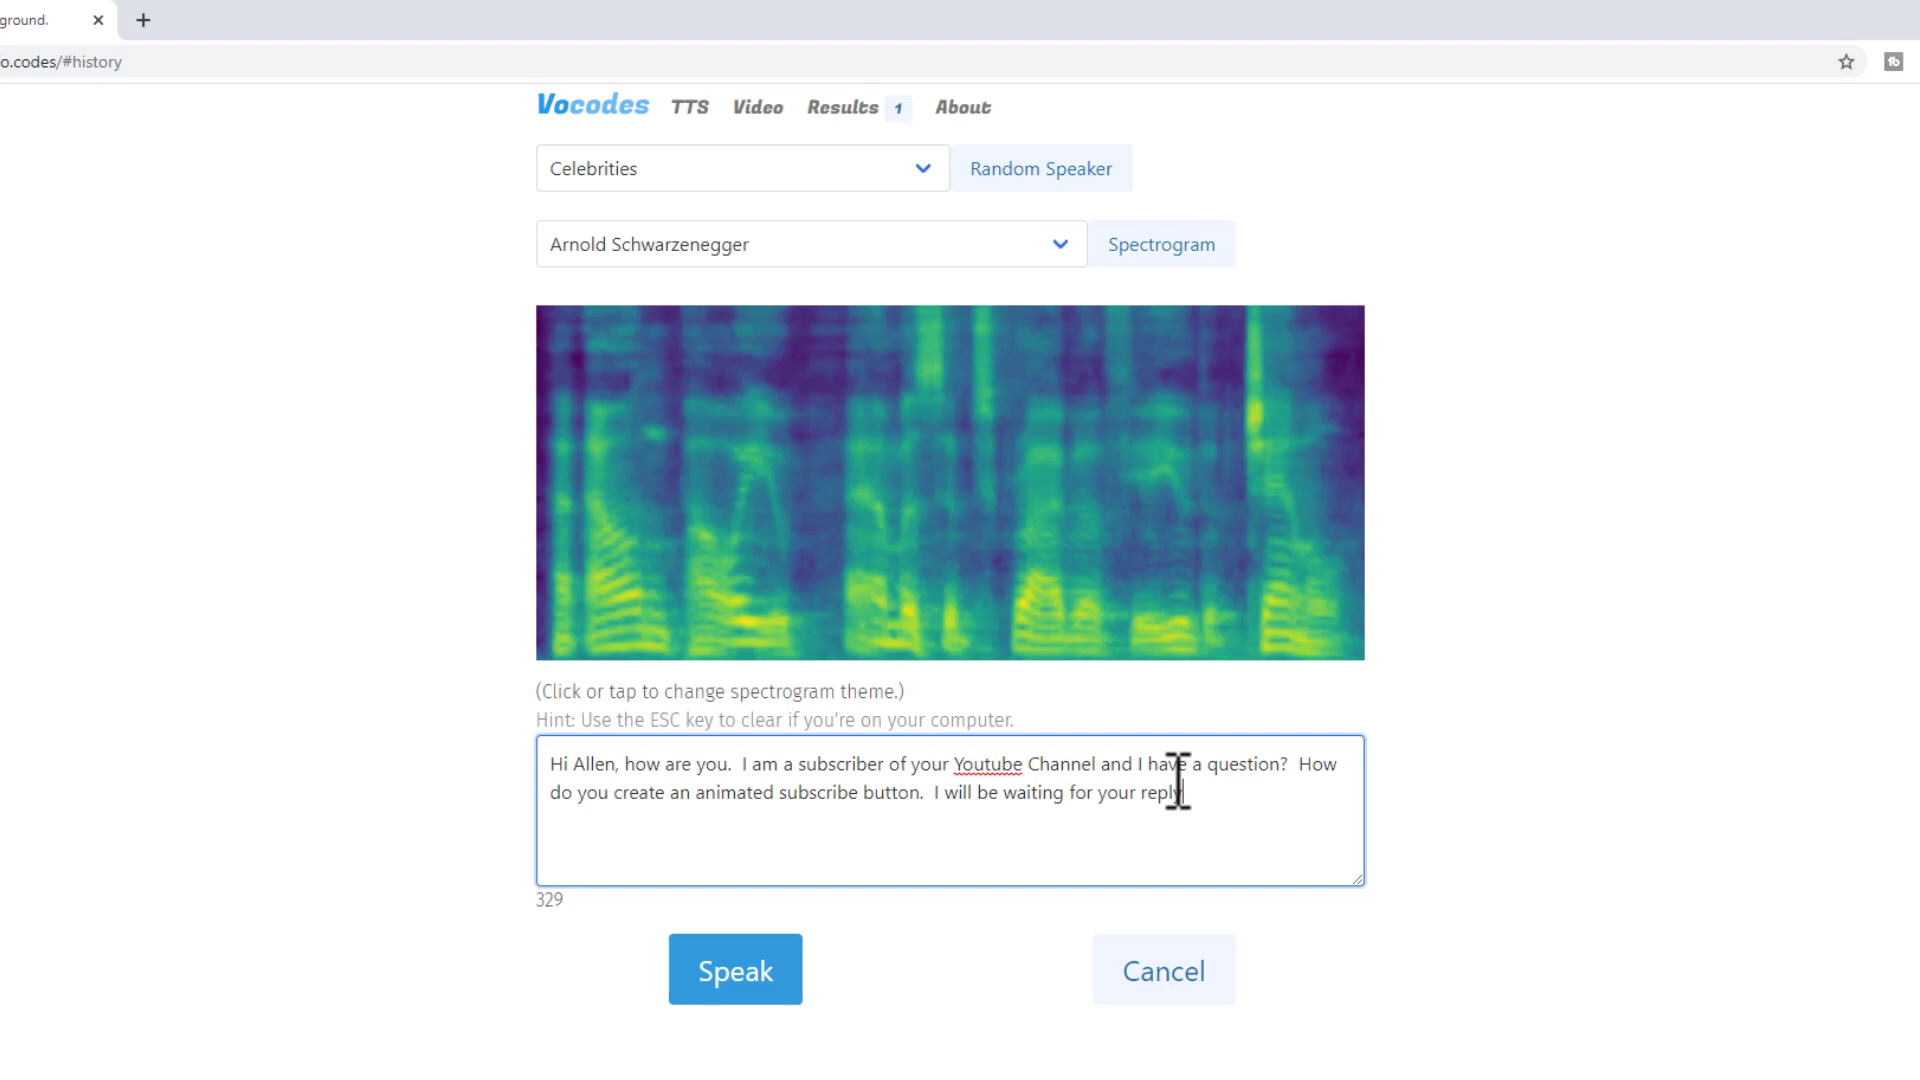 ground.
o.codes/#history
Vocodes TTS Video Results 1 About
Celebrities Random Speaker
Arnold Schwarzenegger Spectrogram
(Click or tap to change spectrogram theme.)
Hint: Use the ESC key to clear if you're on your computer.
Hi Allen, how are you.  I am a subscriber of your Youtube Channel and I have a question?  How
do you create an animated subscribe button.  I will be waiting for your reply
329
Speak Cancel